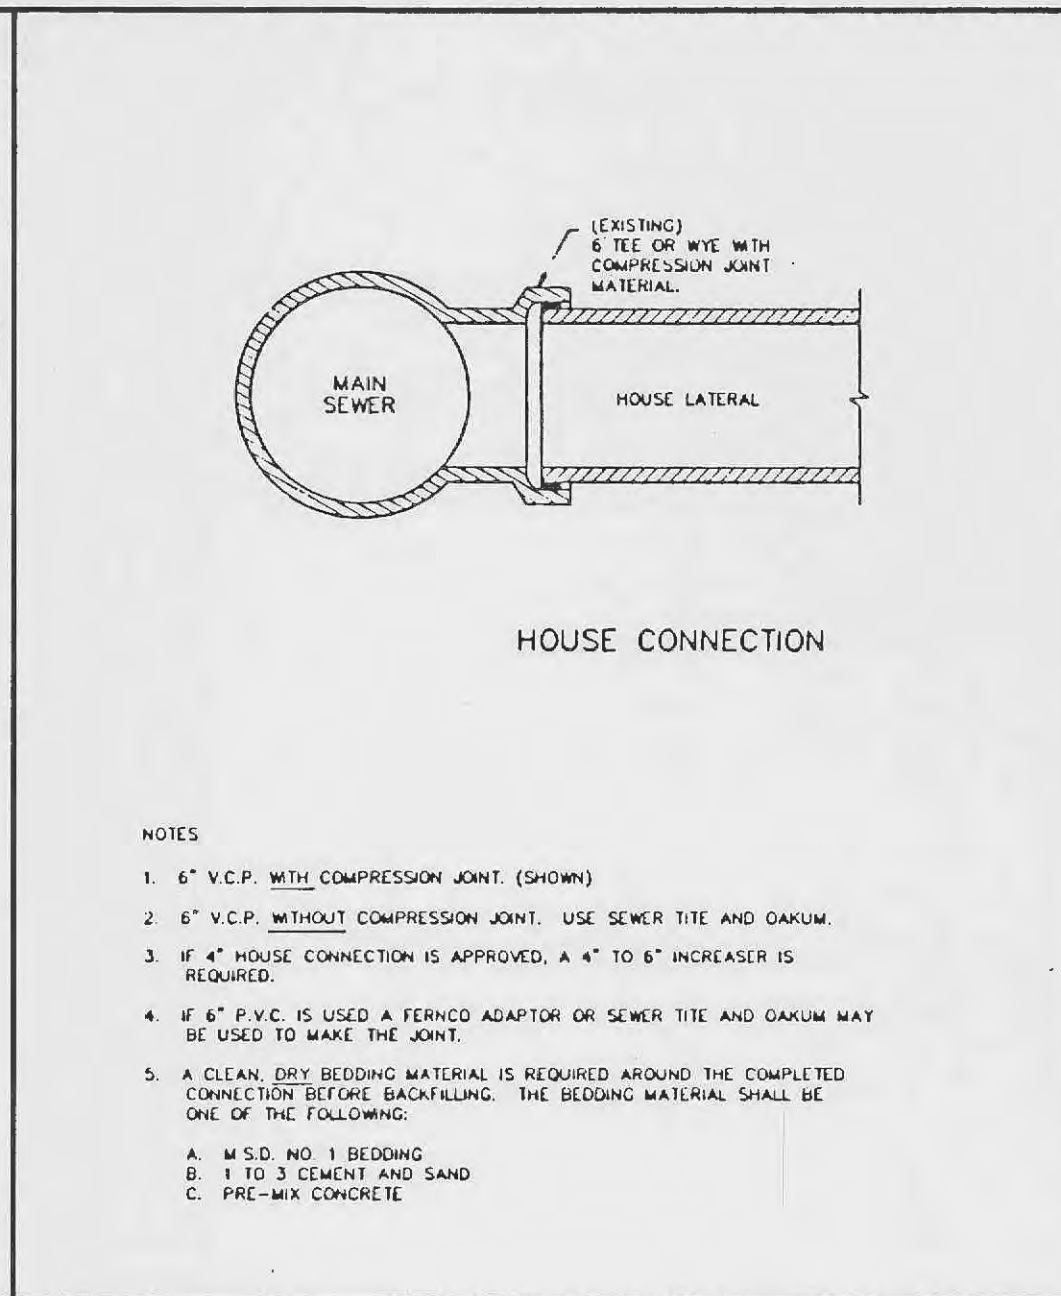 (EXISTING)
6" TEE OR WYE WITH
COMPRESSION JOINT
MATERIAL.
MAIN
SEWER
HOUSE LATERAL
HOUSE CONNECTION
NOTES
1. 6" V.C.P. WITH COMPRESSION JOINT. (SHOWN)
2. 6" V.C.P. WITHOUT COMPRESSION JOINT. USE SEWER TITE AND OAKUM.
3. IF 4" HOUSE CONNECTION IS APPROVED, A 4" TO 6" INCREASER IS
REQUIRED.
4. IF 6" P.V.C. IS USED A FERNCO ADAPTOR OR SEWER TITE AND OAKUM MAY
BE USED TO MAKE THE JOINT.
5. A CLEAN, DRY BEDDING MATERIAL IS REQUIRED AROUND THE COMPLETED
CONNECTION BEFORE BACKFILLING. THE BEDDING MATERIAL SHALL BE
ONE OF THE FOLLOWING:
A. M.S.D. NO. 1 BEDDING
B. 1 TO 3 CEMENT AND SAND
C. PRE-MIX CONCRETE